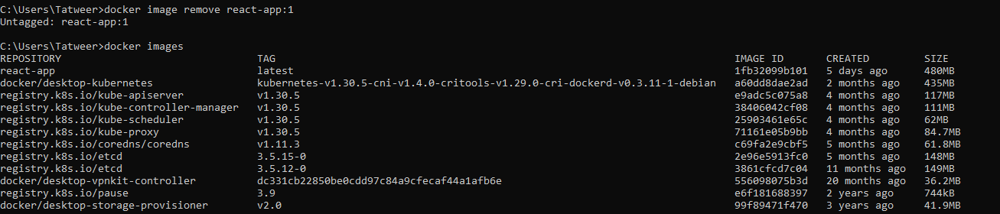 C:\Users\Tatweer>docker image remove react-app:1
Untagged: react-app:1
C:\Users\Tatweer>docker images
REPOSITORY TAG IMAGE ID CREATED SIZE
react-app latest 1fb32099b101 5 days ago 480MB
docker/desktop-kubernetes kubernetes-v1.30.5-cni-v1.4.0-critools-v1.29.0-cri-dockerd-v0.3.11-1-debian a60dd8dae2ad 2 months ago 435MB
registry.k8s.io/kube-apiserver v1.30.5 e9adc5c075a8 4 months ago 117MB
registry.k8s.io/kube-controller-manager v1.30.5 38406042cf08 4 months ago 111MB
registry.k8s.io/kube-scheduler v1.30.5 25903461e65c 4 months ago 62MB
registry.k8s.io/kube-proxy v1.30.5 71161e05b9bb 4 months ago 84.7MB
registry.k8s.io/coredns/coredns v1.11.3 c69fa2e9cbf5 5 months ago 61.8MB
registry.k8s.io/etcd 3.5.15-0 2e96e5913fc0 5 months ago 148MB
registry.k8s.io/etcd 3.5.12-0 3861cfcd7c04 11 months ago 149MB
docker/desktop-vpnkit-controller dc331cb22850be0cdd97c84a9cfecaf44a1afb6e 556098075b3d 20 months ago 36.2MB
registry.k8s.io/pause 3.9 e6f181688397 2 years ago 744kB
docker/desktop-storage-provisioner v2.0 99f89471f470 3 years ago 41.9MB